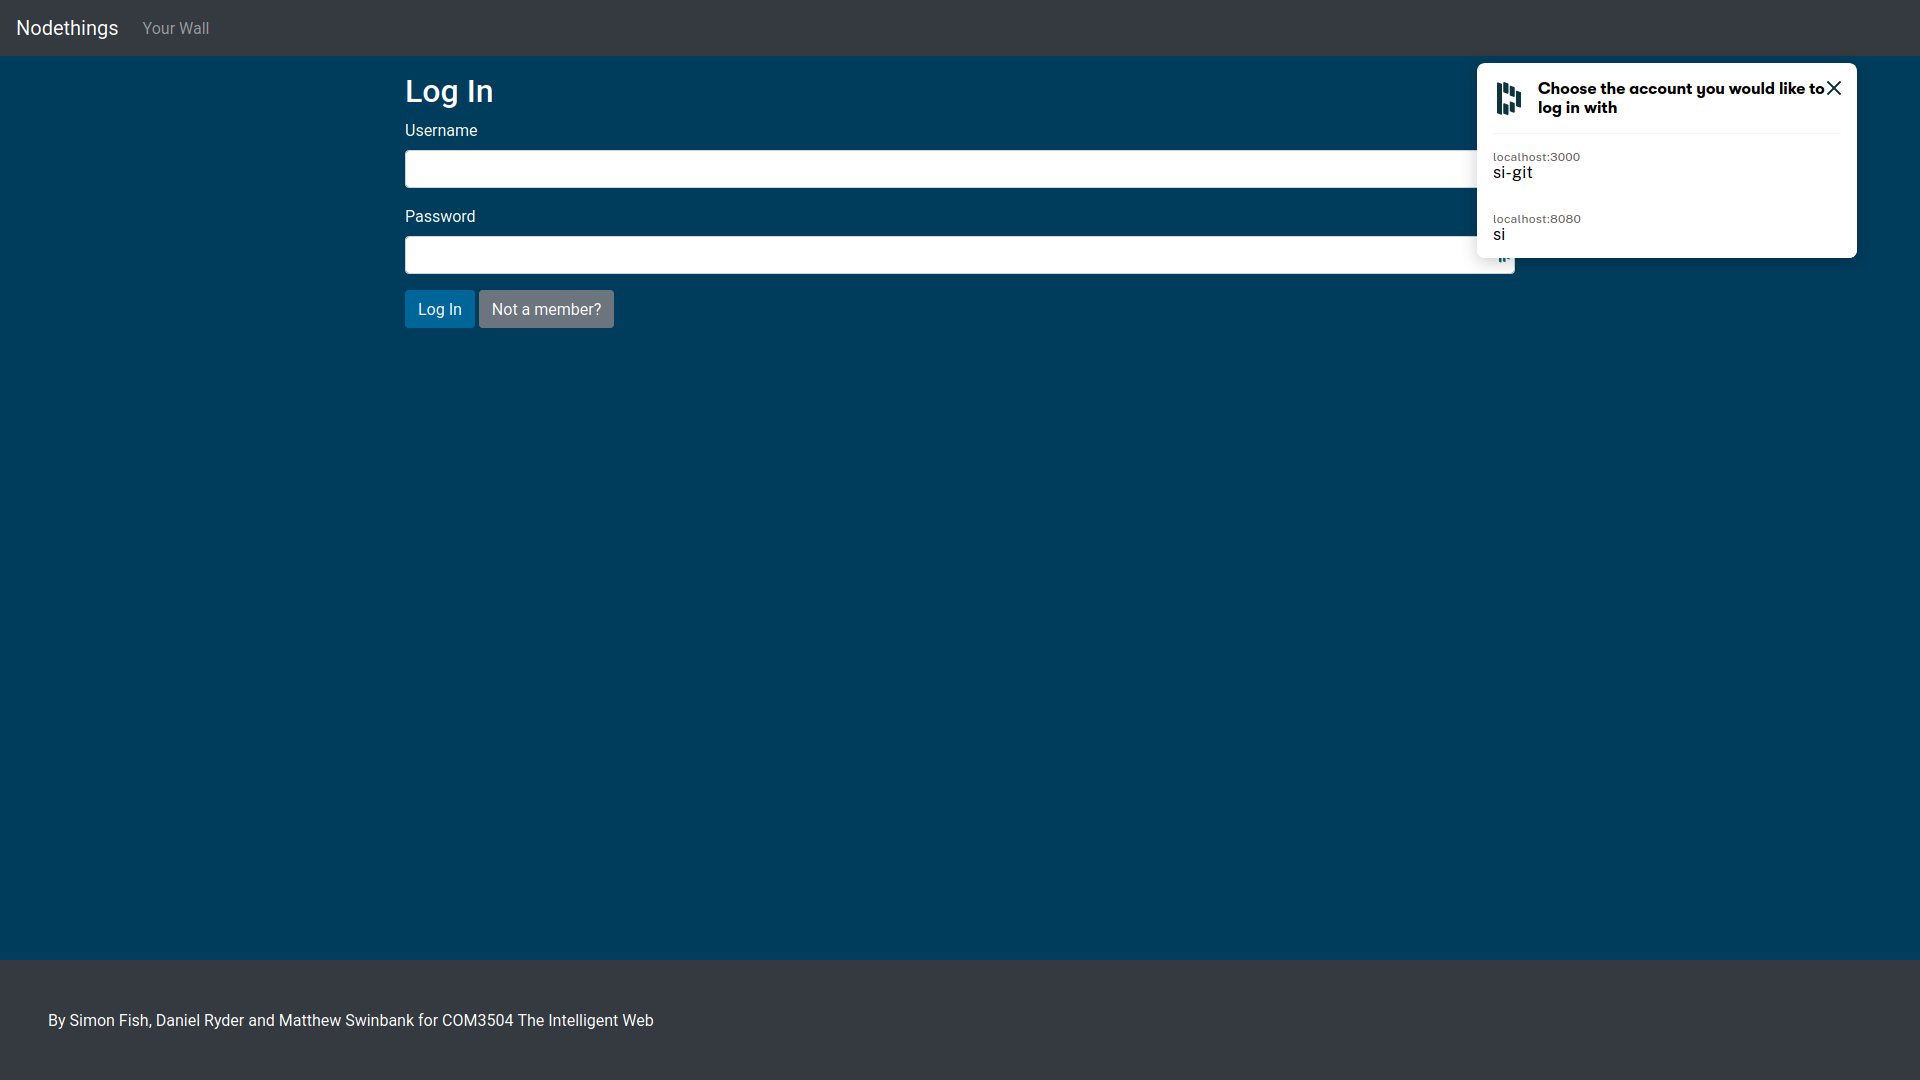 Nodethings Your Wall
Log In
Username
Password
Log In Not a member?
Choose the account you would like to
log in with
localhost:3000
si-git
localhost:8080
si
By Simon Fish, Daniel Ryder and Matthew Swinbank for COM3504 The Intelligent Web